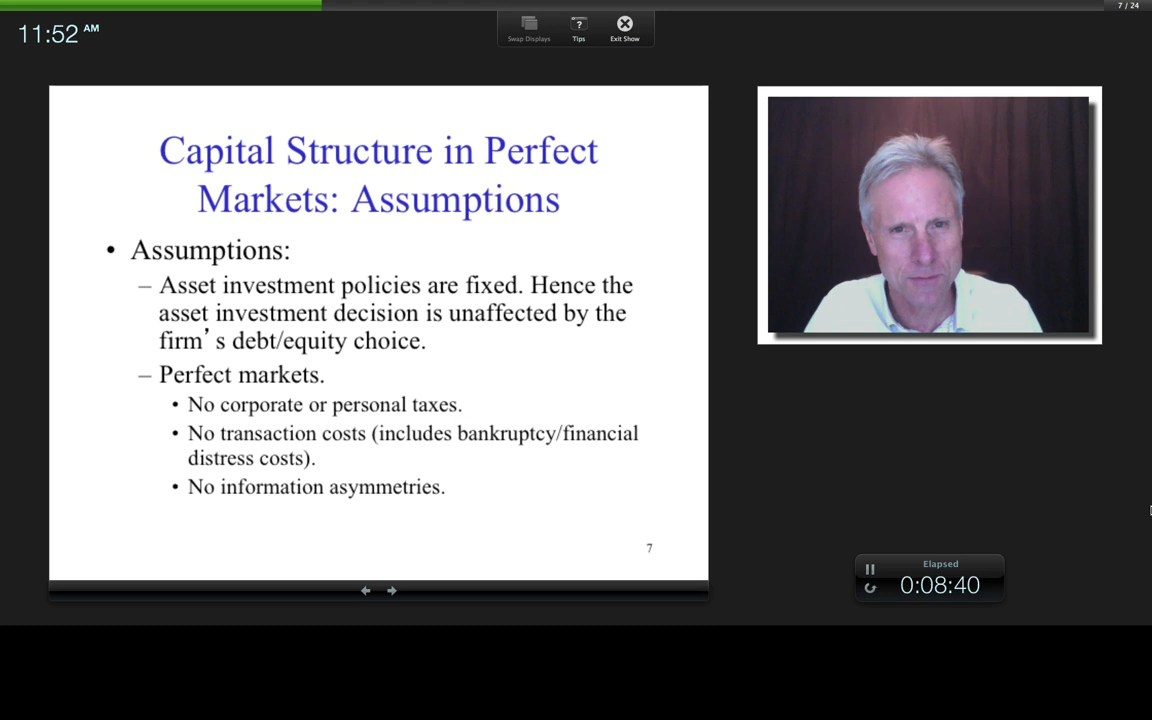 7 / 24
11:52 AM
Swap Displays
Tips
Exit Show
Capital Structure in Perfect
Markets: Assumptions
• Assumptions:
– Asset investment policies are fixed. Hence the
asset investment decision is unaffected by the
firm’s debt/equity choice.
– Perfect markets.
• No corporate or personal taxes.
• No transaction costs (includes bankruptcy/financial
distress costs).
• No information asymmetries.
7
Elapsed
0:08:40